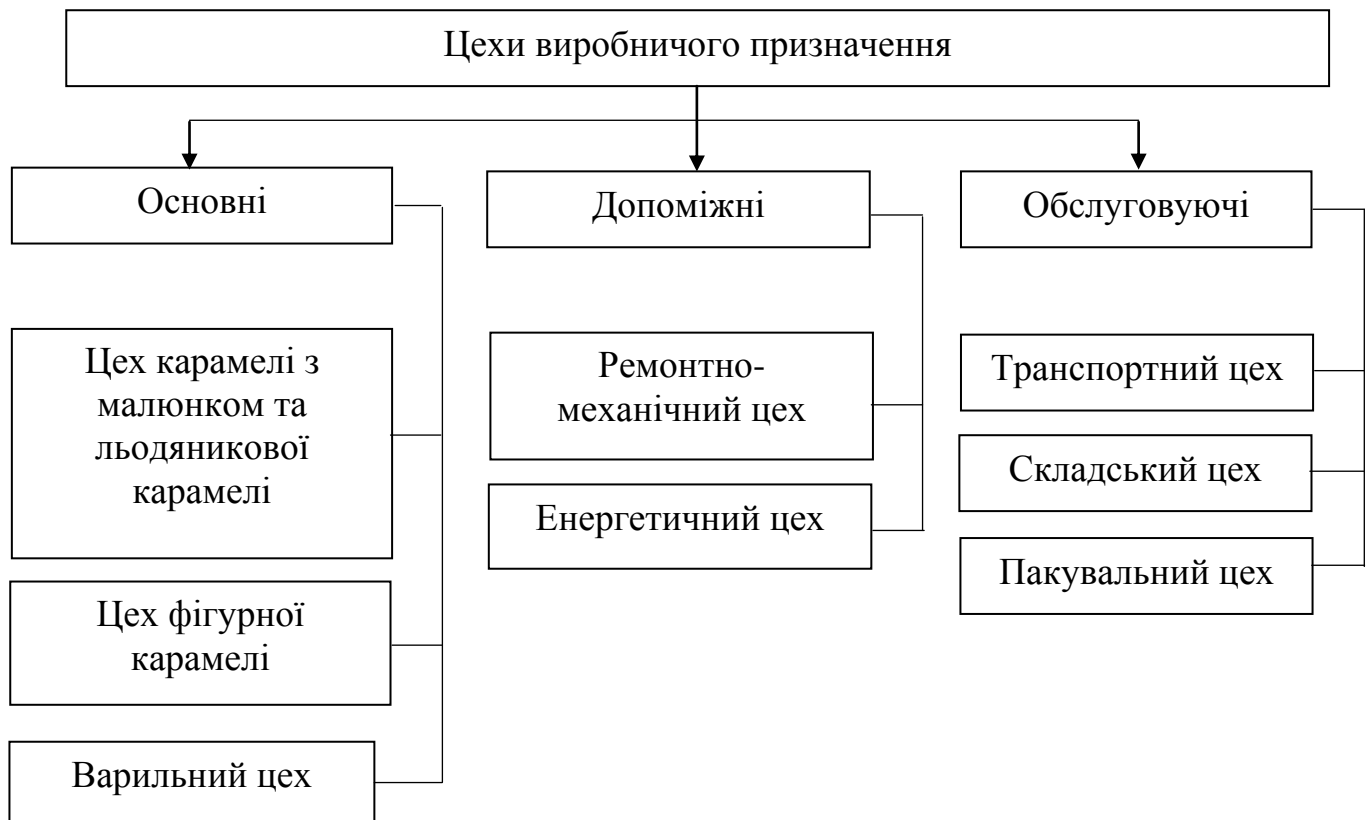 Цехи виробничого призначення
Основні
Допоміжні
Обслуговуючі
Цех карамелі з
малюнком та
льодяникової
карамелі
Ремонтно-
механічний цех
Транспортний цех
Складський цех
Енергетичний цех
Пакувальний цех
Цех фігурної
карамелі
Варильний цех